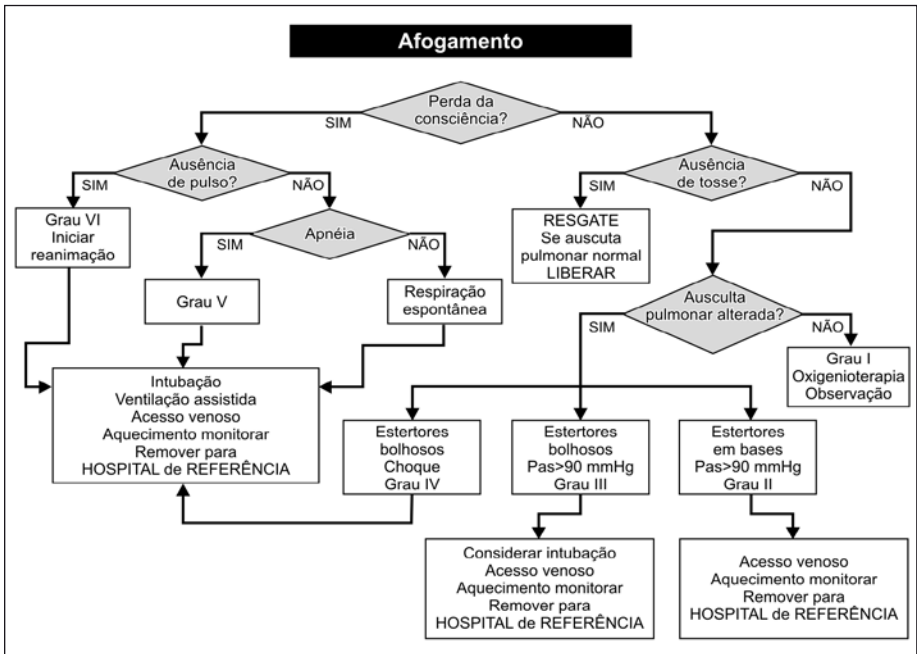 Afogamento
Perda da
consciência?
SIM
NÃO
Ausência
de pulso?
SIM
NÃO
Ausência
de tosse?
SIM
NÃO
Grau VI
Iniciar
reanimação
Apnéia
SIM
NÃO
RESGATE
Se auscuta
pulmonar normal
LIBERAR
Grau V
Respiração
espontânea
Ausculta
pulmonar alterada?
SIM
NÃO
Grau I
Oxigenioterapia
Observação
Intubação
Ventilação assistida
Acesso venoso
Aquecimento monitorar
Remover para
HOSPITAL de REFERÊNCIA
Estertores
bolhosos
Choque
Grau IV
Estertores
bolhosos
Pas>90 mmHg
Grau III
Estertores
em bases
Pas>90 mmHg
Grau II
Considerar intubação
Acesso venoso
Aquecimento monitorar
Remover para
HOSPITAL de REFERÊNCIA
Acesso venoso
Aquecimento monitorar
Remover para
HOSPITAL de REFERÊNCIA